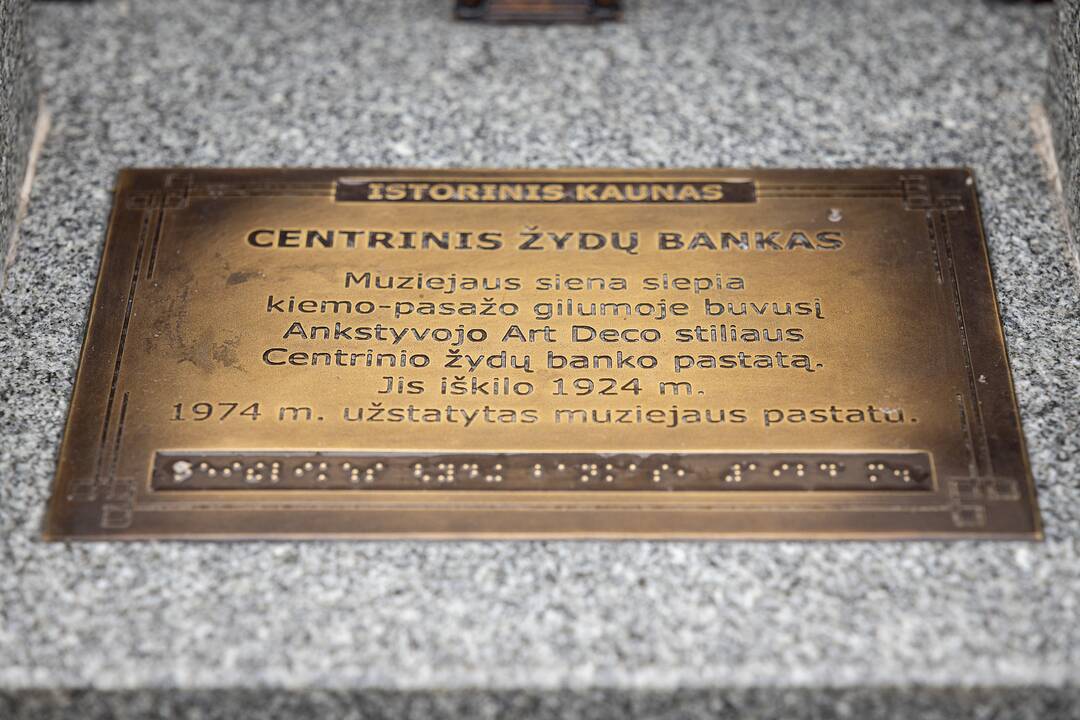 ISTORINIS KAUNAS
CENTRINIS ŽYDŲ BANKAS
Muziejaus siena slepia
kiemo-pasažo gilumoje buvusį
Ankstyvojo Art Deco stiliaus
Centrinio žydų banko pastatą.
Jis iškilo 1924 m.
1974 m. užstatytas muziejaus pastatu.